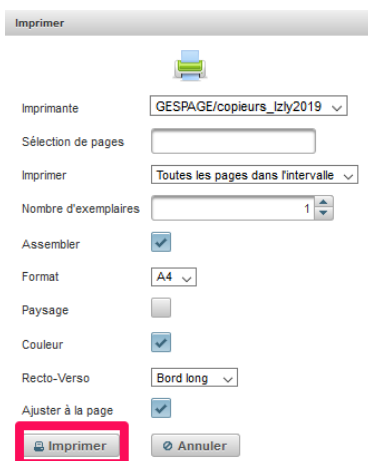 Imprimer
Imprimante GESPAGE/copieurs_lzly2019
Sélection de pages
Imprimer Toutes les pages dans l'intervalle
Nombre d'exemplaires 1
Assembler
Format A4
Paysage
Couleur
Recto-Verso Bord long
Ajuster à la page
Imprimer Annuler